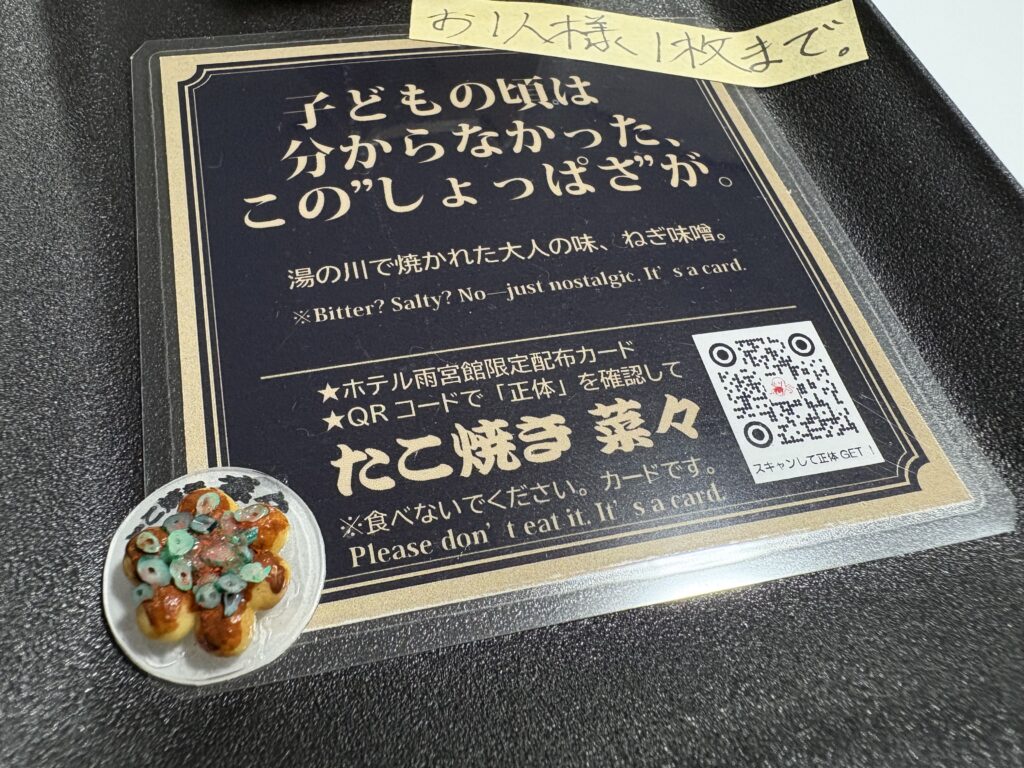 お1人様、1枚まで。
子どもの頃は
分からなかった、
この”しょっぱさ”が。
湯の川で焼かれた大人の味、ねぎ味噌。
※Bitter? Salty? No—just nostalgic. It’s a card.
★ホテル雨宮館限定配布カード
★QRコードで「正体」を確認して
たこ焼き 菜々
スキャンして正体GET!
※食べないでください。カードです。
Please don’t eat it. It’s a card.